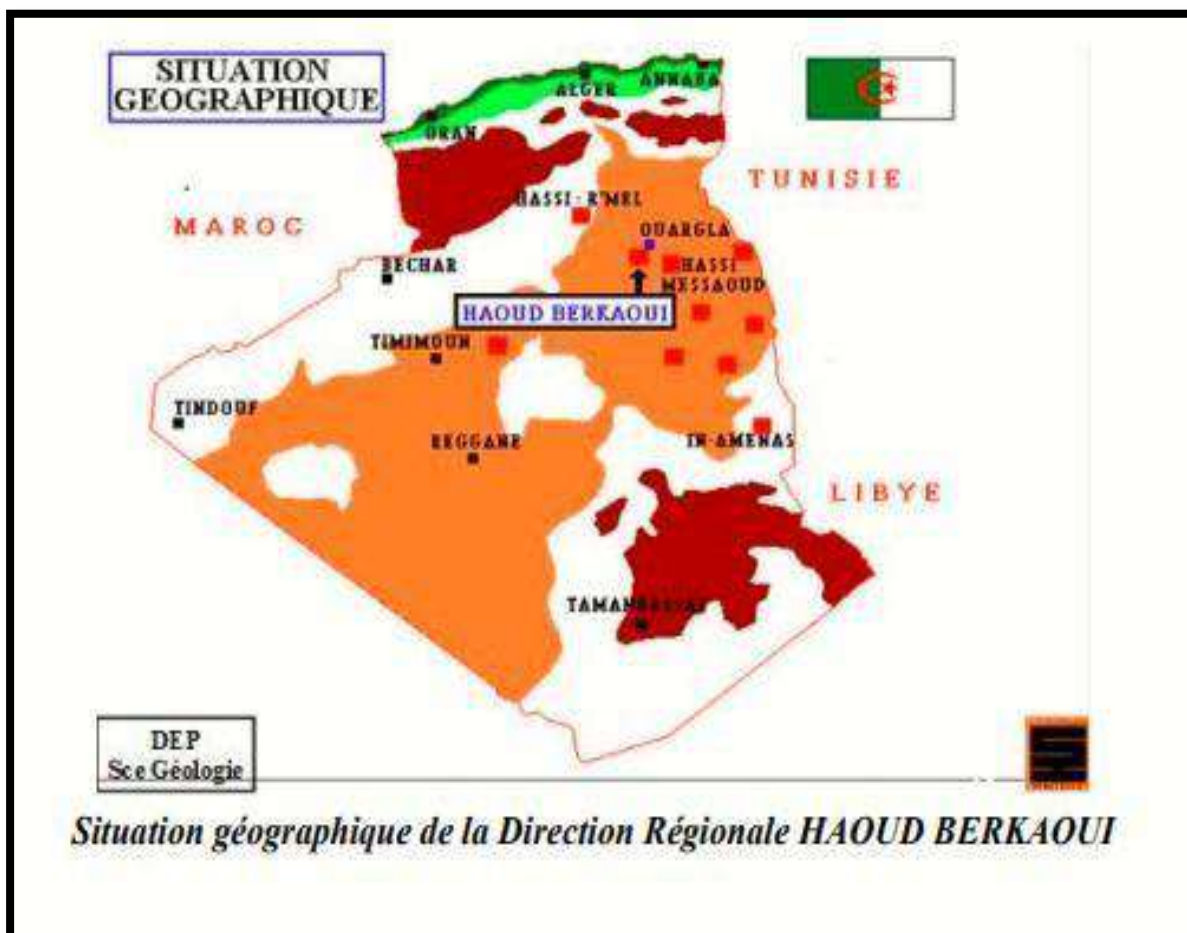 SITUATION
GEOGRAPHIQUE
ALGER
ANNABA
ORAN
TUNISIE
HASSI-R'MEL
MAROC
OUARGLA
BECHAR
HASSI
MESSAOUD
HAOUD BERKAOUI
TIMIMOUN
TINDOUF
REGGANE
IN-AMENAS
LIBYE
DEP
Sce Géologie
Situation géographique de la Direction Régionale HAOUD BERKAOUI